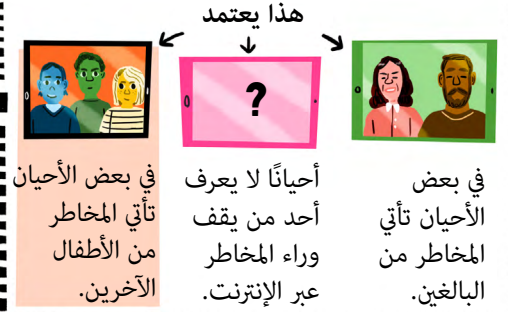 هذا يعتمد
في بعض
الأحيان تأتي
المخاطر من
البالغين.
?
أحيانًا لا يعرف
أحد من يقف
وراء المخاطر
عبر الإنترنت.
في بعض الأحيان
تأتي المخاطر
من الأطفال
الآخرين.